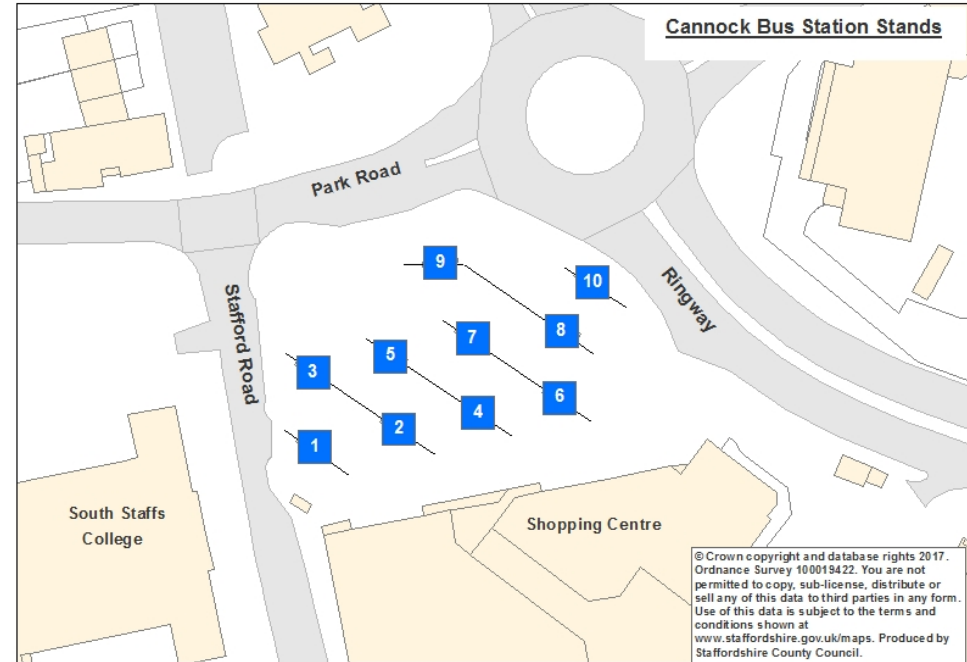 Cannock Bus Station Stands
Park Road
9
10
Ringway
Stafford Road
8
7
5
3
6
4
2
1
South Staffs
College
Shopping Centre
© Crown copyright and database rights 2017.
Ordnance Survey 100019422. You are not
permitted to copy, sub-license, distribute or
sell any of this data to third parties in any form.
Use of this data is subject to the terms and
conditions shown at
www.staffordshire.gov.uk/maps. Produced by
Staffordshire County Council.